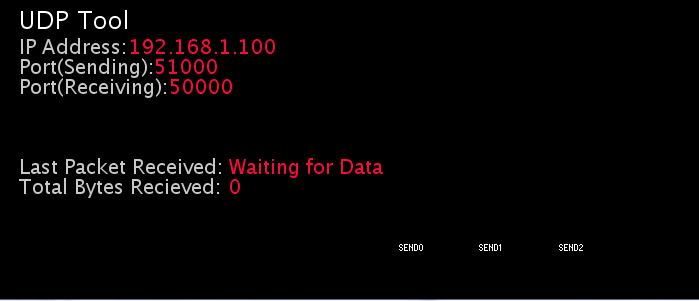 UDP Tool
IP Address:192.168.1.100
Port(Sending):51000
Port(Receiving):50000
Last Packet Received: Waiting for Data
Total Bytes Recieved: 0
SEND0 SEND1 SEND2